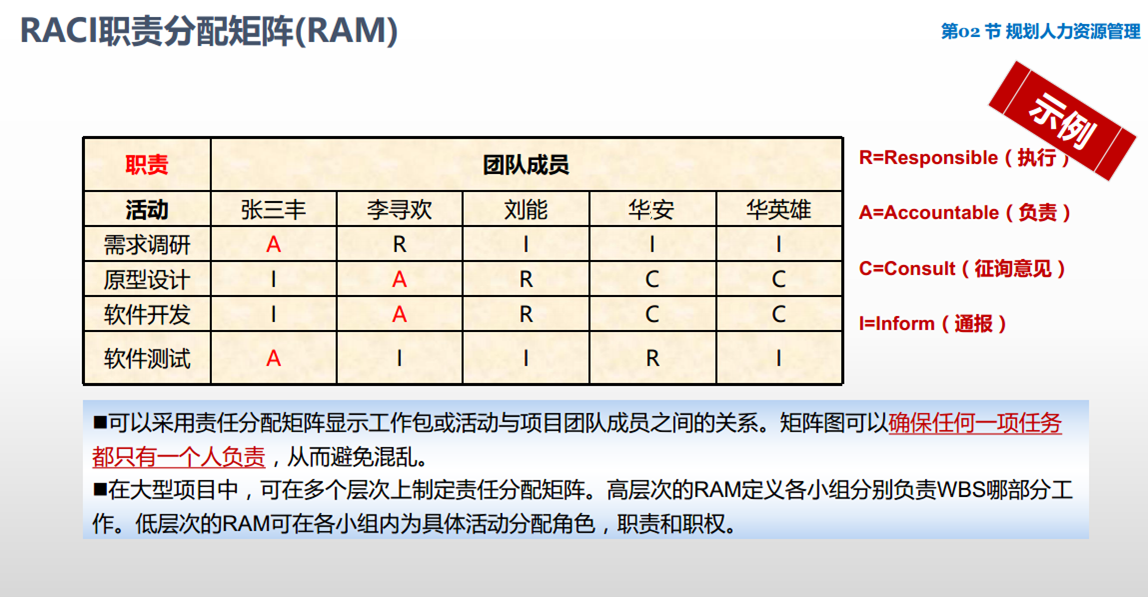 RACI职责分配矩阵(RAM)
第02 节 规划人力资源管理
示例
职责 团队成员
活动 张三丰 李寻欢 刘能 华安 华英雄
需求调研 A R I I I
原型设计 I A R C C
软件开发 I A R C C
软件测试 A I I R I
R=Responsible（执行）
A=Accountable（负责）
C=Consult（征询意见）
I=Inform（通报）
■可以采用责任分配矩阵显示工作包或活动与项目团队成员之间的关系。矩阵图可以确保任何一项任务
都只有一个人负责，从而避免混乱。
■在大型项目中，可在多个层次上制定责任分配矩阵。高层次的RAM定义各小组分别负责WBS哪部分工
作。低层次的RAM可在各小组内为具体活动分配角色，职责和职权。